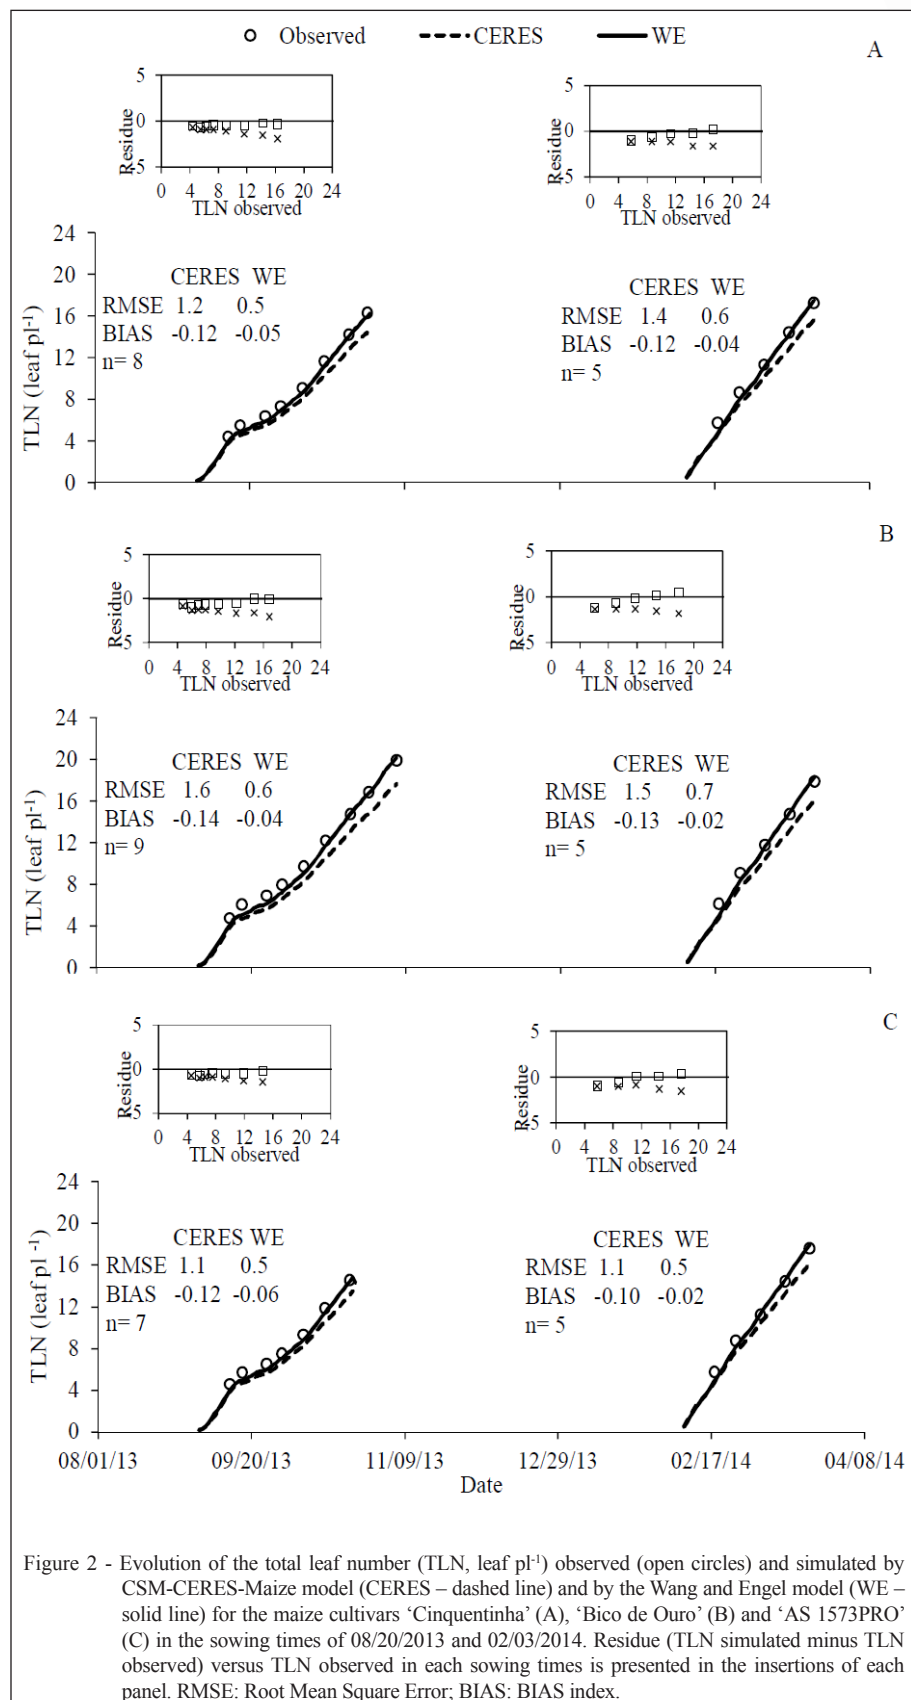 Observed CERES WE
A
5
0
-5
Residue
0 4 8 12 16 20 24
TLN observed
5
0
-5
Residue
0 4 8 12 16 20 24
TLN observed
24
20
16
12
8
4
0
TLN (leaf pl-1)
CERES WE
RMSE 1.2 0.5
BIAS -0.12 -0.05
n= 8
CERES WE
RMSE 1.4 0.6
BIAS -0.12 -0.04
n= 5
B
5
0
-5
Residue
0 4 8 12 16 20 24
TLN observed
5
0
-5
Residue
0 4 8 12 16 20 24
TLN observed
24
20
16
12
8
4
0
TLN (leaf pl-1)
CERES WE
RMSE 1.6 0.6
BIAS -0.14 -0.04
n= 9
CERES WE
RMSE 1.5 0.7
BIAS -0.13 -0.02
n= 5
C
5
0
-5
Residue
0 4 8 12 16 20 24
TLN observed
5
0
-5
Residue
0 4 8 12 16 20 24
TLN observed
24
20
16
12
8
4
0
TLN (leaf pl -1)
CERES WE
RMSE 1.1 0.5
BIAS -0.12 -0.06
n= 7
CERES WE
RMSE 1.1 0.5
BIAS -0.10 -0.02
n= 5
08/01/13 09/20/13 11/09/13 12/29/13 02/17/14 04/08/14
Date
Figure 2 - Evolution of the total leaf number (TLN, leaf pl-1) observed (open circles) and simulated by
CSM-CERES-Maize model (CERES – dashed line) and by the Wang and Engel model (WE –
solid line) for the maize cultivars ‘Cinquentinha’ (A), ‘Bico de Ouro’ (B) and ‘AS 1573PRO’
(C) in the sowing times of 08/20/2013 and 02/03/2014. Residue (TLN simulated minus TLN
observed) versus TLN observed in each sowing times is presented in the insertions of each
panel. RMSE: Root Mean Square Error; BIAS: BIAS index.